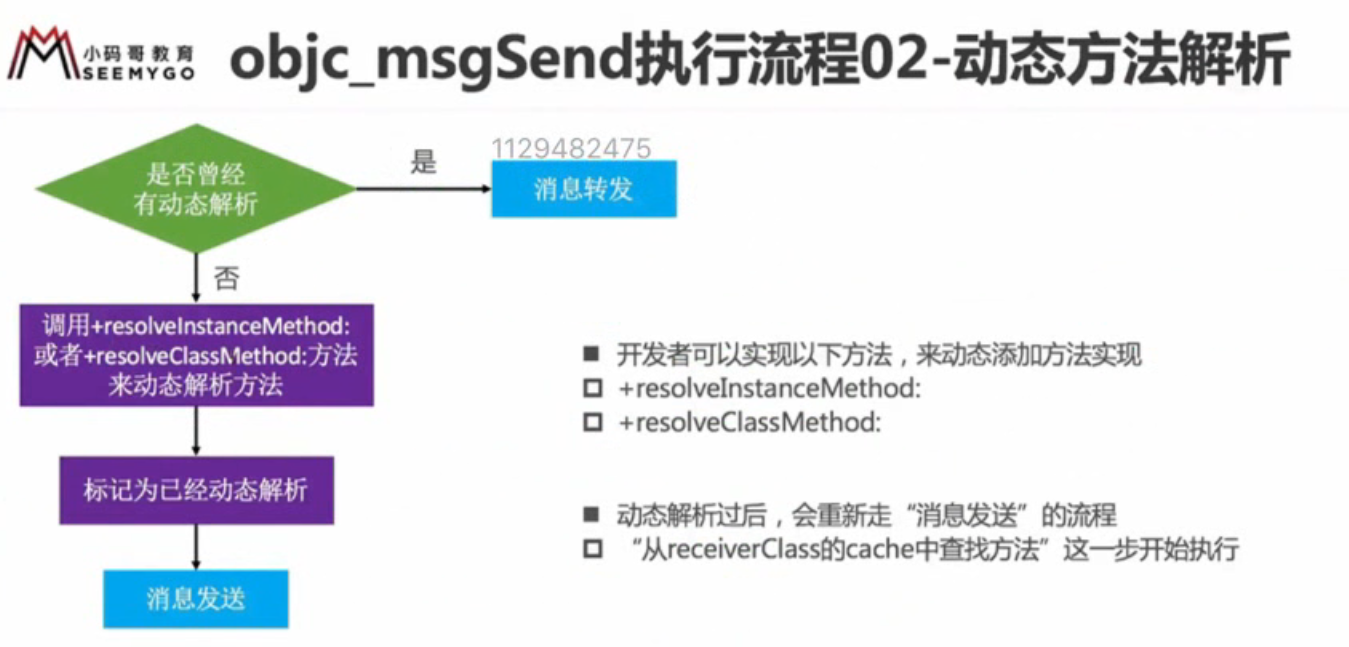 小码哥教育
SEEMYGO
objc_msgSend执行流程02-动态方法解析
是否曾经
有动态解析
是
1129482475
消息转发
否
调用+resolveInstanceMethod:
或者+resolveClassMethod:方法
来动态解析方法
标记为已经动态解析
消息发送
■ 开发者可以实现以下方法，来动态添加方法实现
□ +resolveInstanceMethod:
□ +resolveClassMethod:
■ 动态解析过后，会重新走“消息发送”的流程
□ “从receiverClass的cache中查找方法”这一步开始执行